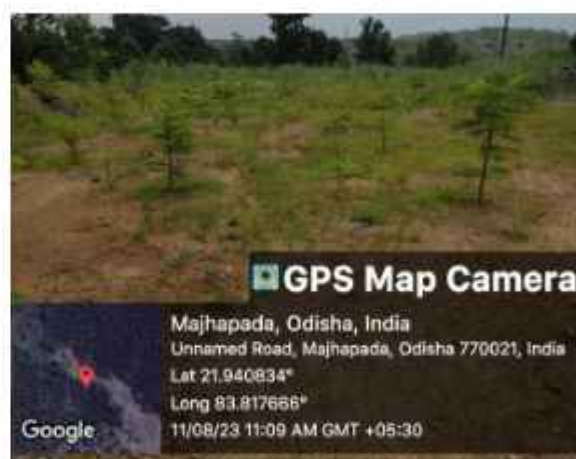 GPS Map Camera
Majhapada, Odisha, India
Unnamed Road, Majhapada, Odisha 770021, India
Lat 21.940834°
Long 83.817666°
11/08/23 11:09 AM GMT +05:30
Google